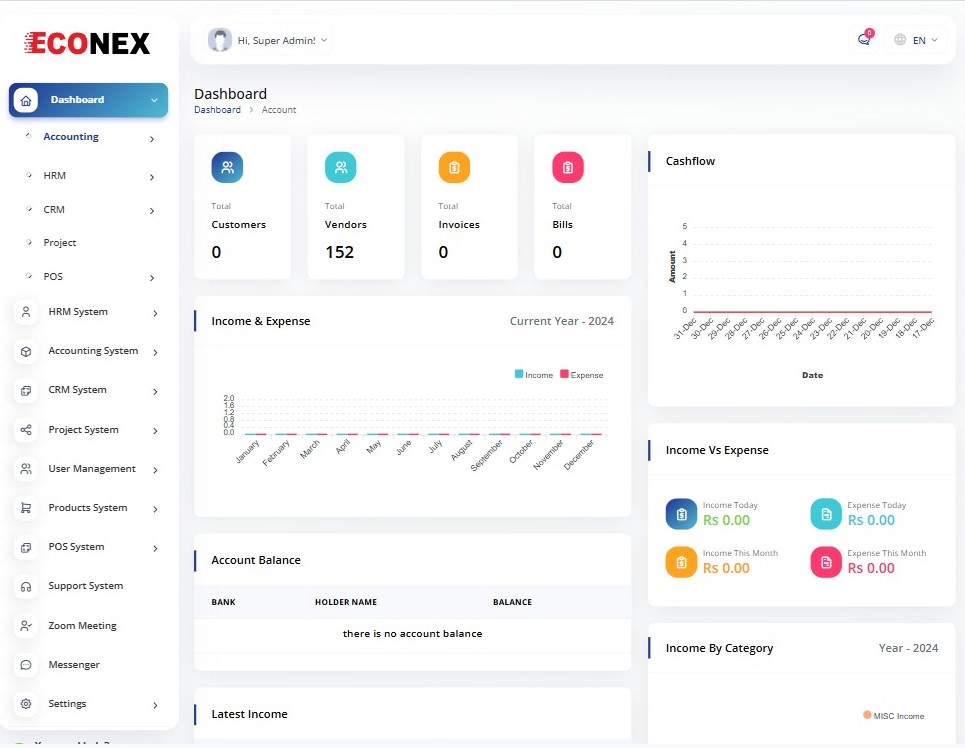 ECONEX
Hi, Super Admin!
0
EN
Dashboard
Accounting
HRM
CRM
Project
POS
HRM System
Accounting System
CRM System
Project System
User Management
Products System
POS System
Support System
Zoom Meeting
Messenger
Settings
Dashboard
Dashboard > Account
Total
Customers
0
Total
Vendors
152
Total
Invoices
0
Total
Bills
0
Income & Expense
Current Year - 2024
Income Expense
2.0
1.6
1.2
0.8
0.4
0.0
January February March April May June July August September October November December
Account Balance
BANK HOLDER NAME BALANCE
there is no account balance
Latest Income
Cashflow
Amount
5
4
3
2
1
0
31-Dec 30-Dec 29-Dec 28-Dec 27-Dec 26-Dec 25-Dec 24-Dec 23-Dec 22-Dec 21-Dec 20-Dec 19-Dec 18-Dec 17-Dec
Date
Income Vs Expense
Income Today
Rs 0.00
Expense Today
Rs 0.00
Income This Month
Rs 0.00
Expense This Month
Rs 0.00
Income By Category
Year - 2024
MISC Income